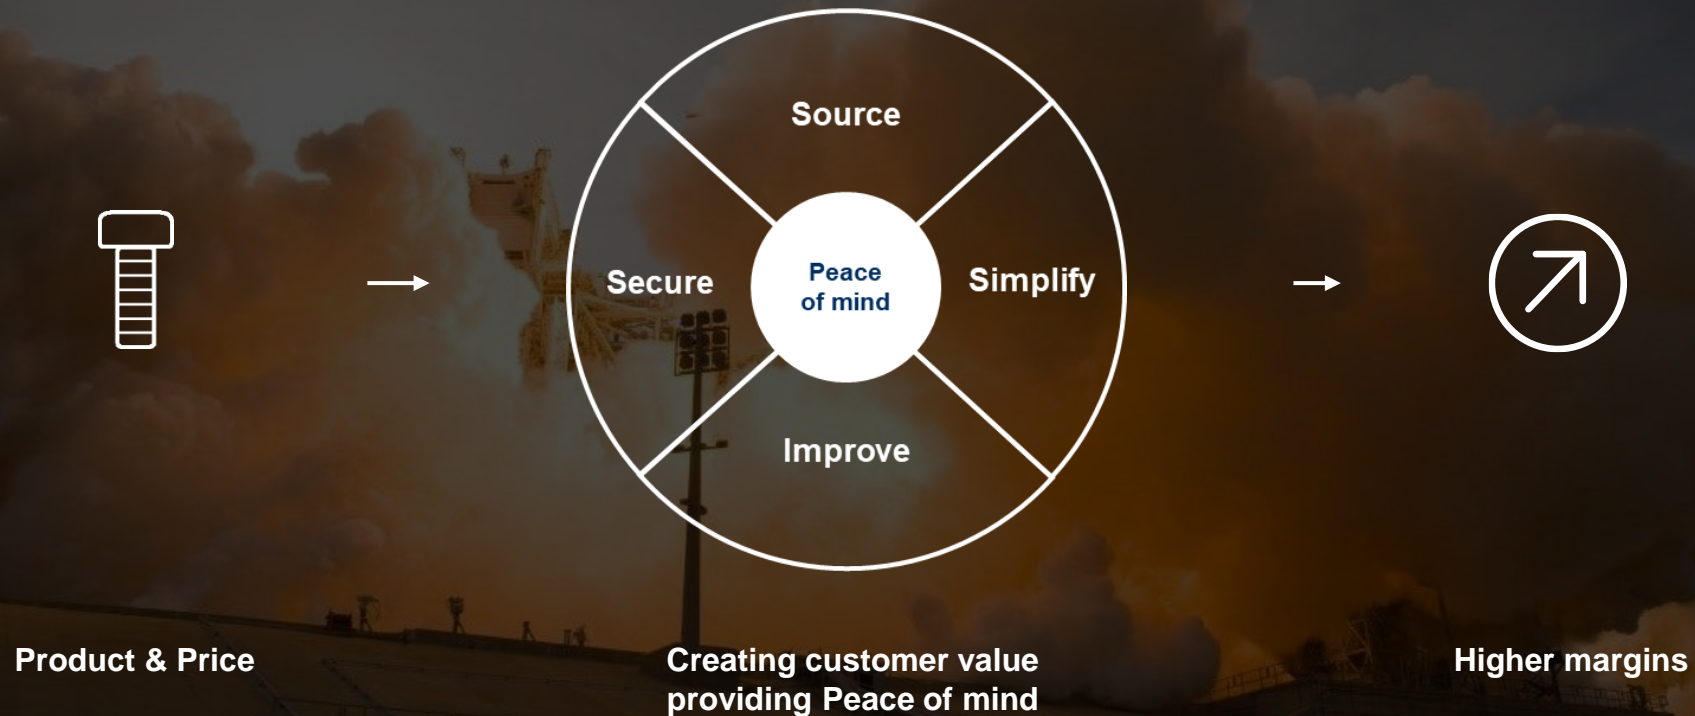 Source
Secure
Peace
of mind
Simplify
Improve
Product & Price
Creating customer value
providing Peace of mind
Higher margins